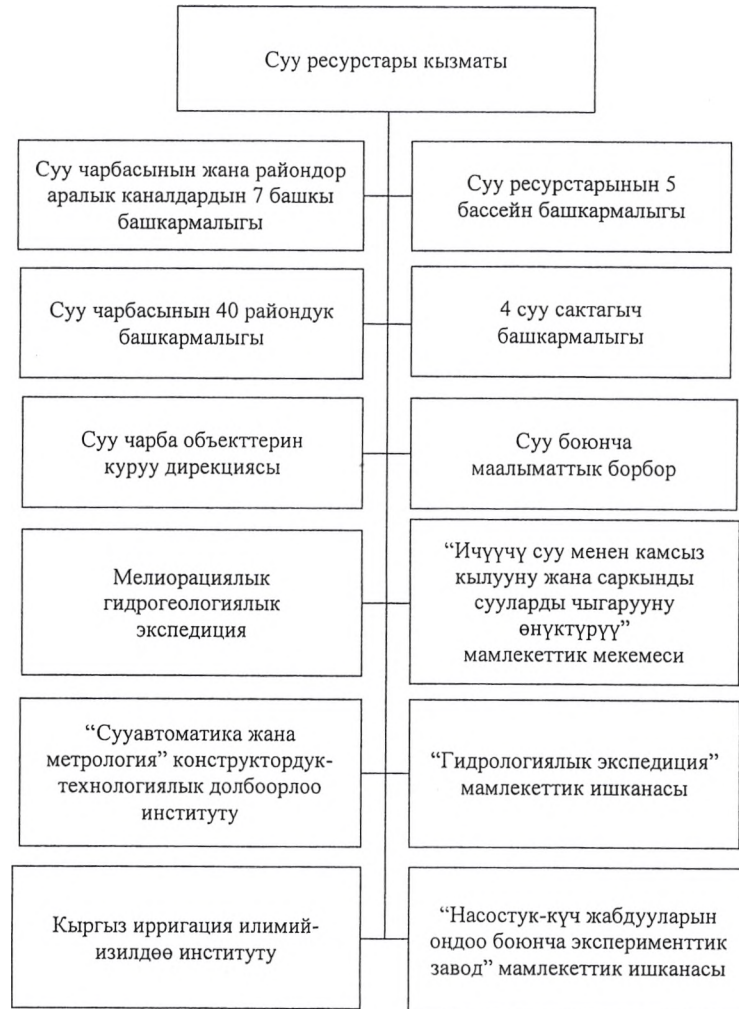 Суу ресурстары кызматы
Суу чарбасынын жана райондор
аралык каналдардын 7 башкы
башкармалыгы
Суу ресурстарынын 5
бассейн башкармалыгы
Суу чарбасынын 40 райондук
башкармалыгы
4 суу сактагыч
башкармалыгы
Суу чарба объекттерин
куруу дирекциясы
Суу боюнча
маалыматтык борбор
Мелиорациялык
гидрогеологиялык
экспедиция
“Ичүүчү суу менен камсыз
кылууну жана саркынды
сууларды чыгарууну
өнүктүрүү”
мамлекеттик мекемеси
“Сууавтоматика жана
метрология” конструктордук-
технологиялык долбоорлоо
институту
“Гидрологиялык экспедиция”
мамлекеттик ишканасы
Кыргыз ирригация илимий-
изилдөө институту
“Насостук-күч жабдууларын
оңдоо боюнча эксперименттик
завод” мамлекеттик ишканасы